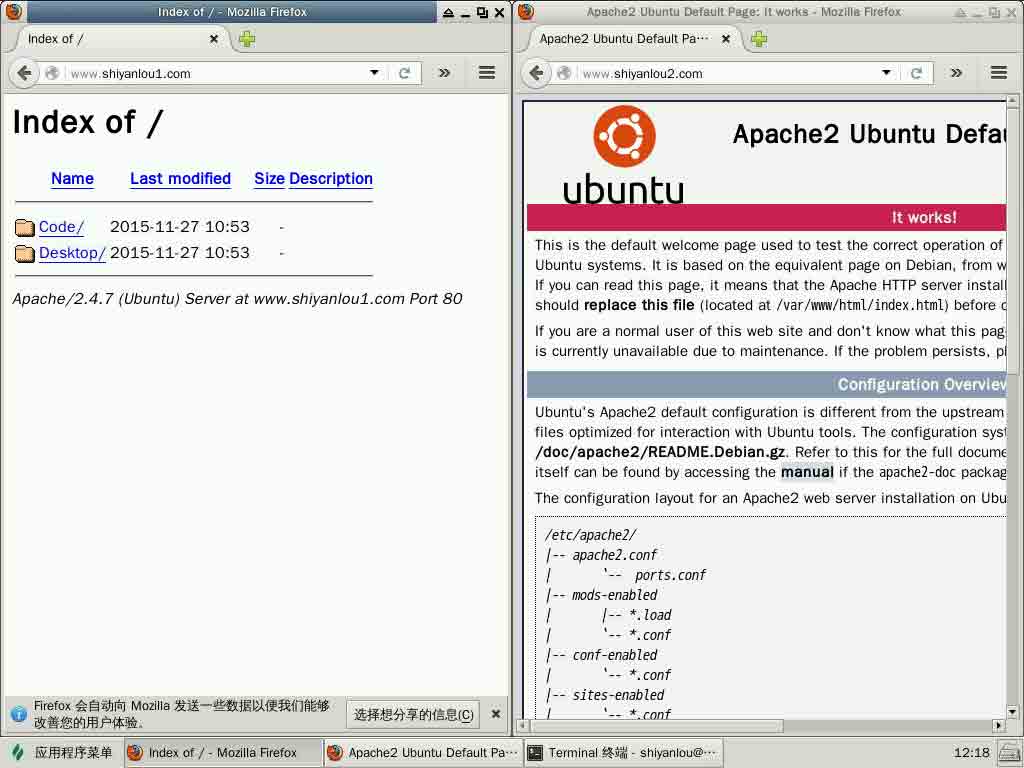 Index of / - Mozilla Firefox
Index of /
www.shiyanlou1.com
Index of /
Name Last modified Size Description
Code/ 2015-11-27 10:53 -
Desktop/ 2015-11-27 10:53 -
Apache/2.4.7 (Ubuntu) Server at www.shiyanlou1.com Port 80
Firefox 会自动向 Mozilla 发送一些数据以便我们能够
改善您的用户体验。
选择想分享的信息(C)
Apache2 Ubuntu Default Page: It works - Mozilla Firefox
Apache2 Ubuntu Default Pa···
www.shiyanlou2.com
ubuntu
Apache2 Ubuntu Defau
It works!
This is the default welcome page used to test the correct operation of
Ubuntu systems. It is based on the equivalent page on Debian, from w
If you can read this page, it means that the Apache HTTP server instal
should replace this file (located at /var/www/html/index.html) before c
If you are a normal user of this web site and don't know what this pag
is currently unavailable due to maintenance. If the problem persists, pl
Configuration Overview
Ubuntu's Apache2 default configuration is different from the upstream
files optimized for interaction with Ubuntu tools. The configuration syst
/doc/apache2/README.Debian.gz. Refer to this for the full docume
itself can be found by accessing the manual if the apache2-doc packag
The configuration layout for an Apache2 web server installation on Ubu
/etc/apache2/
|-- apache2.conf
|       `--  ports.conf
|-- mods-enabled
|       |-- *.load
|       `-- *.conf
|-- conf-enabled
|       `-- *.conf
|-- sites-enabled
|       `-- *.conf
应用程序菜单
Index of / - Mozilla Firefox
Apache2 Ubuntu Default Pa···
Terminal 终端 - shiyanlou@···
12:18